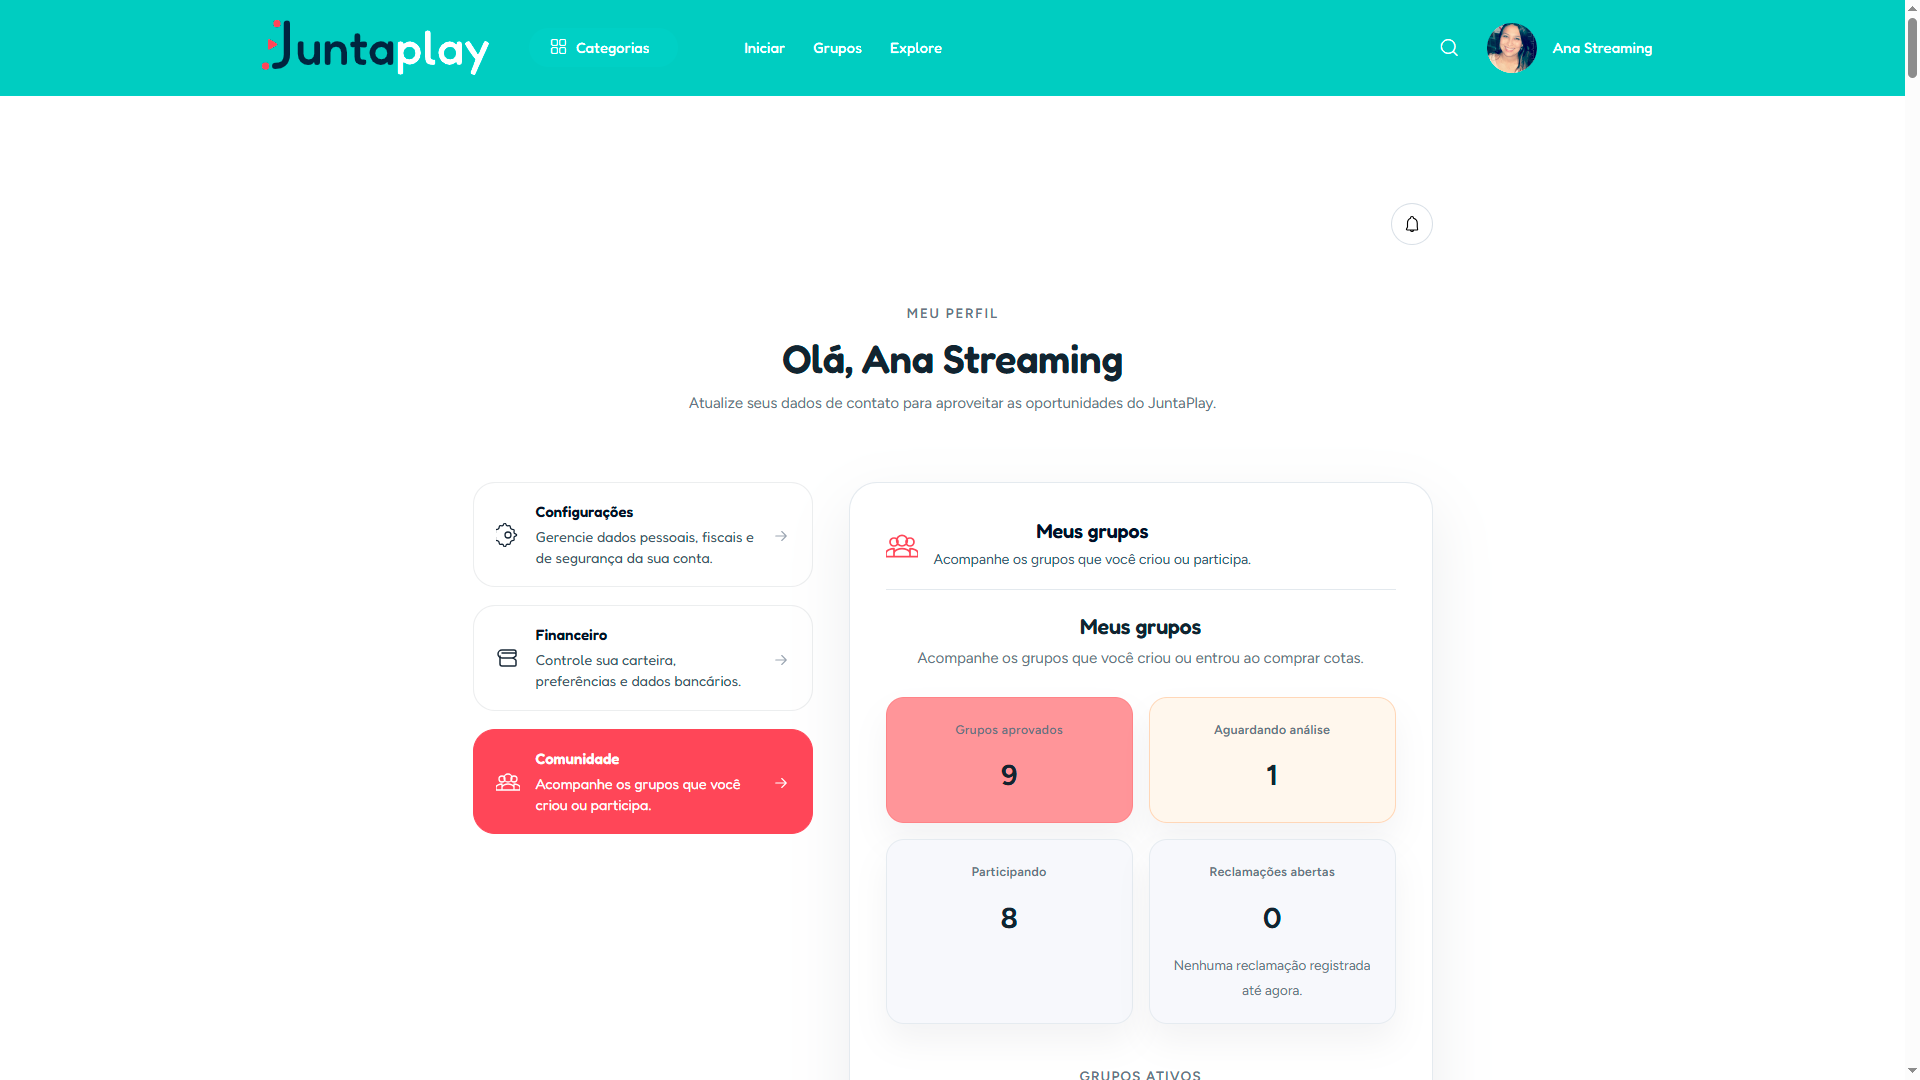 Juntaplay
Categorias
Iniciar
Grupos
Explore
Ana Streaming
MEU PERFIL
Olá, Ana Streaming
Atualize seus dados de contato para aproveitar as oportunidades do JuntaPlay.
Configurações
Gerencie dados pessoais, fiscais e
de segurança da sua conta.
Financeiro
Controle sua carteira,
preferências e dados bancários.
Comunidade
Acompanhe os grupos que você
criou ou participa.
Meus grupos
Acompanhe os grupos que você criou ou participa.
Meus grupos
Acompanhe os grupos que você criou ou entrou ao comprar cotas.
Grupos aprovados
9
Aguardando análise
1
Participando
8
Reclamações abertas
0
Nenhuma reclamação registrada
até agora.
GRUPOS ATIVOS